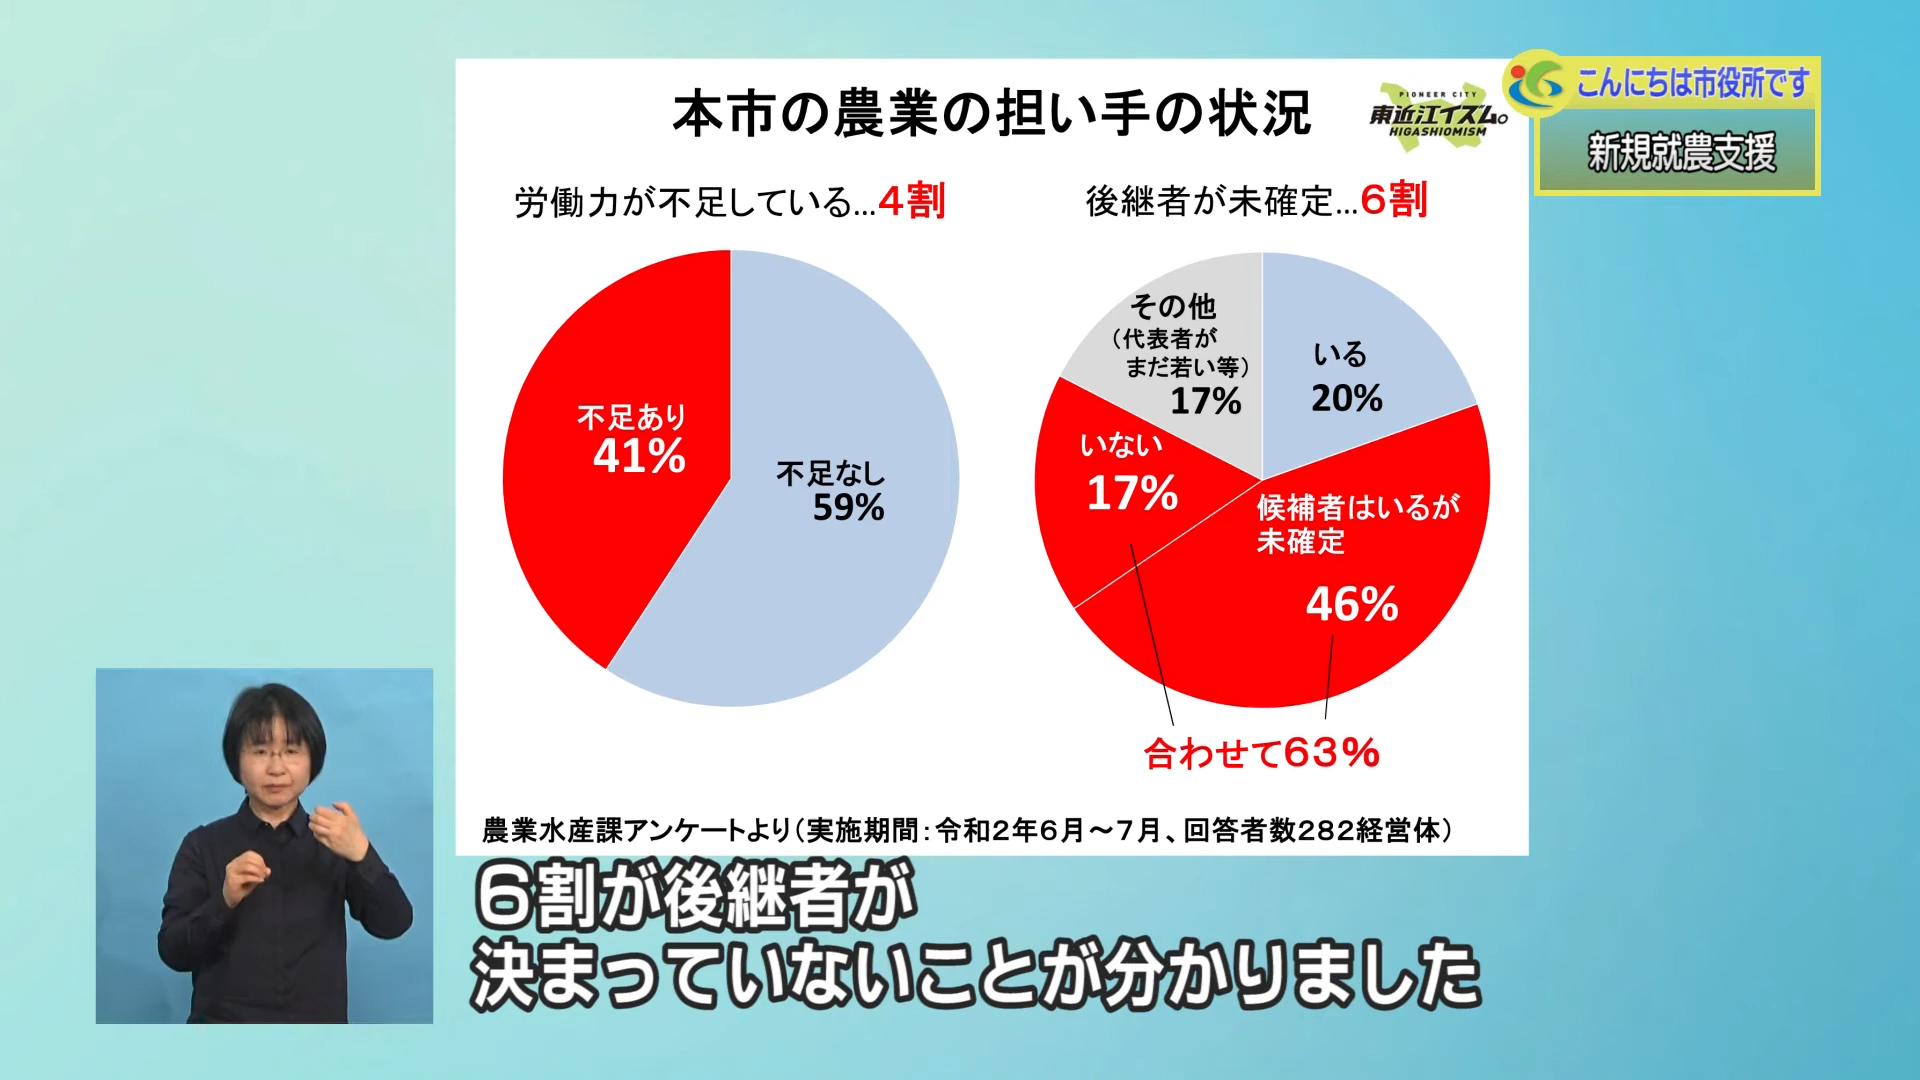 本市の農業の担い手の状況
PIONEER CITY
東近江イズム。
HIGASHIOMISM
こんにちは市役所です
新規就農支援
労働力が不足している…４割
不足あり
41%
不足なし
59%
後継者が未確定…６割
その他
（代表者が
まだ若い等）
17%
いる
20%
いない
17%
候補者はいるが
未確定
46%
合わせて６３％
農業水産課アンケートより（実施期間：令和２年６月～７月、回答者数２８２経営体）
６割が後継者が
決まっていないことが分かりました